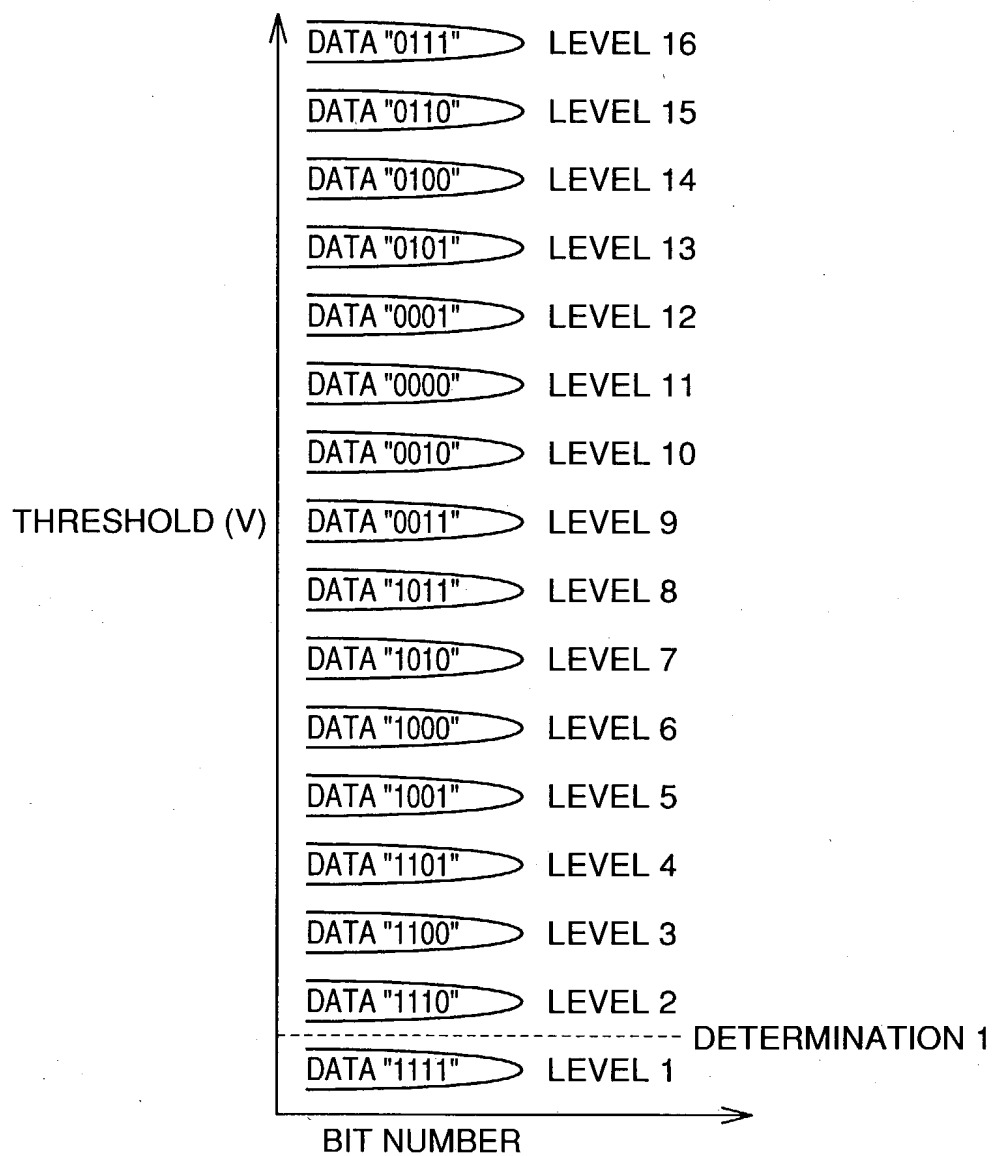 DATA "0111" LEVEL 16
DATA "0110" LEVEL 15
DATA "0100" LEVEL 14
DATA "0101" LEVEL 13
DATA "0001" LEVEL 12
DATA "0000" LEVEL 11
DATA "0010" LEVEL 10
THRESHOLD (V) DATA "0011" LEVEL 9
DATA "1011" LEVEL 8
DATA "1010" LEVEL 7
DATA "1000" LEVEL 6
DATA "1001" LEVEL 5
DATA "1101" LEVEL 4
DATA "1100" LEVEL 3
DATA "1110" LEVEL 2
DETERMINATION 1
DATA "1111" LEVEL 1
BIT NUMBER